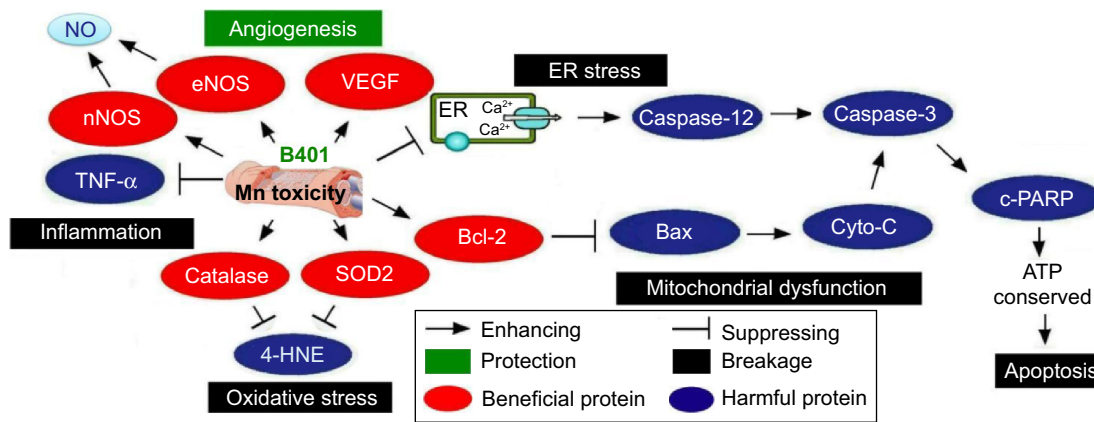 NO
Angiogenesis
eNOS
VEGF
ER stress
nNOS
ER
Ca²⁺
Ca²⁺
Caspase-12
Caspase-3
B401
TNF-α
Mn toxicity
c-PARP
Inflammation
Bcl-2
Bax
Cyto-C
Catalase
SOD2
Mitochondrial dysfunction
ATP
conserved
4-HNE
Oxidative stress
Enhancing
Suppressing
Protection
Breakage
Beneficial protein
Harmful protein
Apoptosis